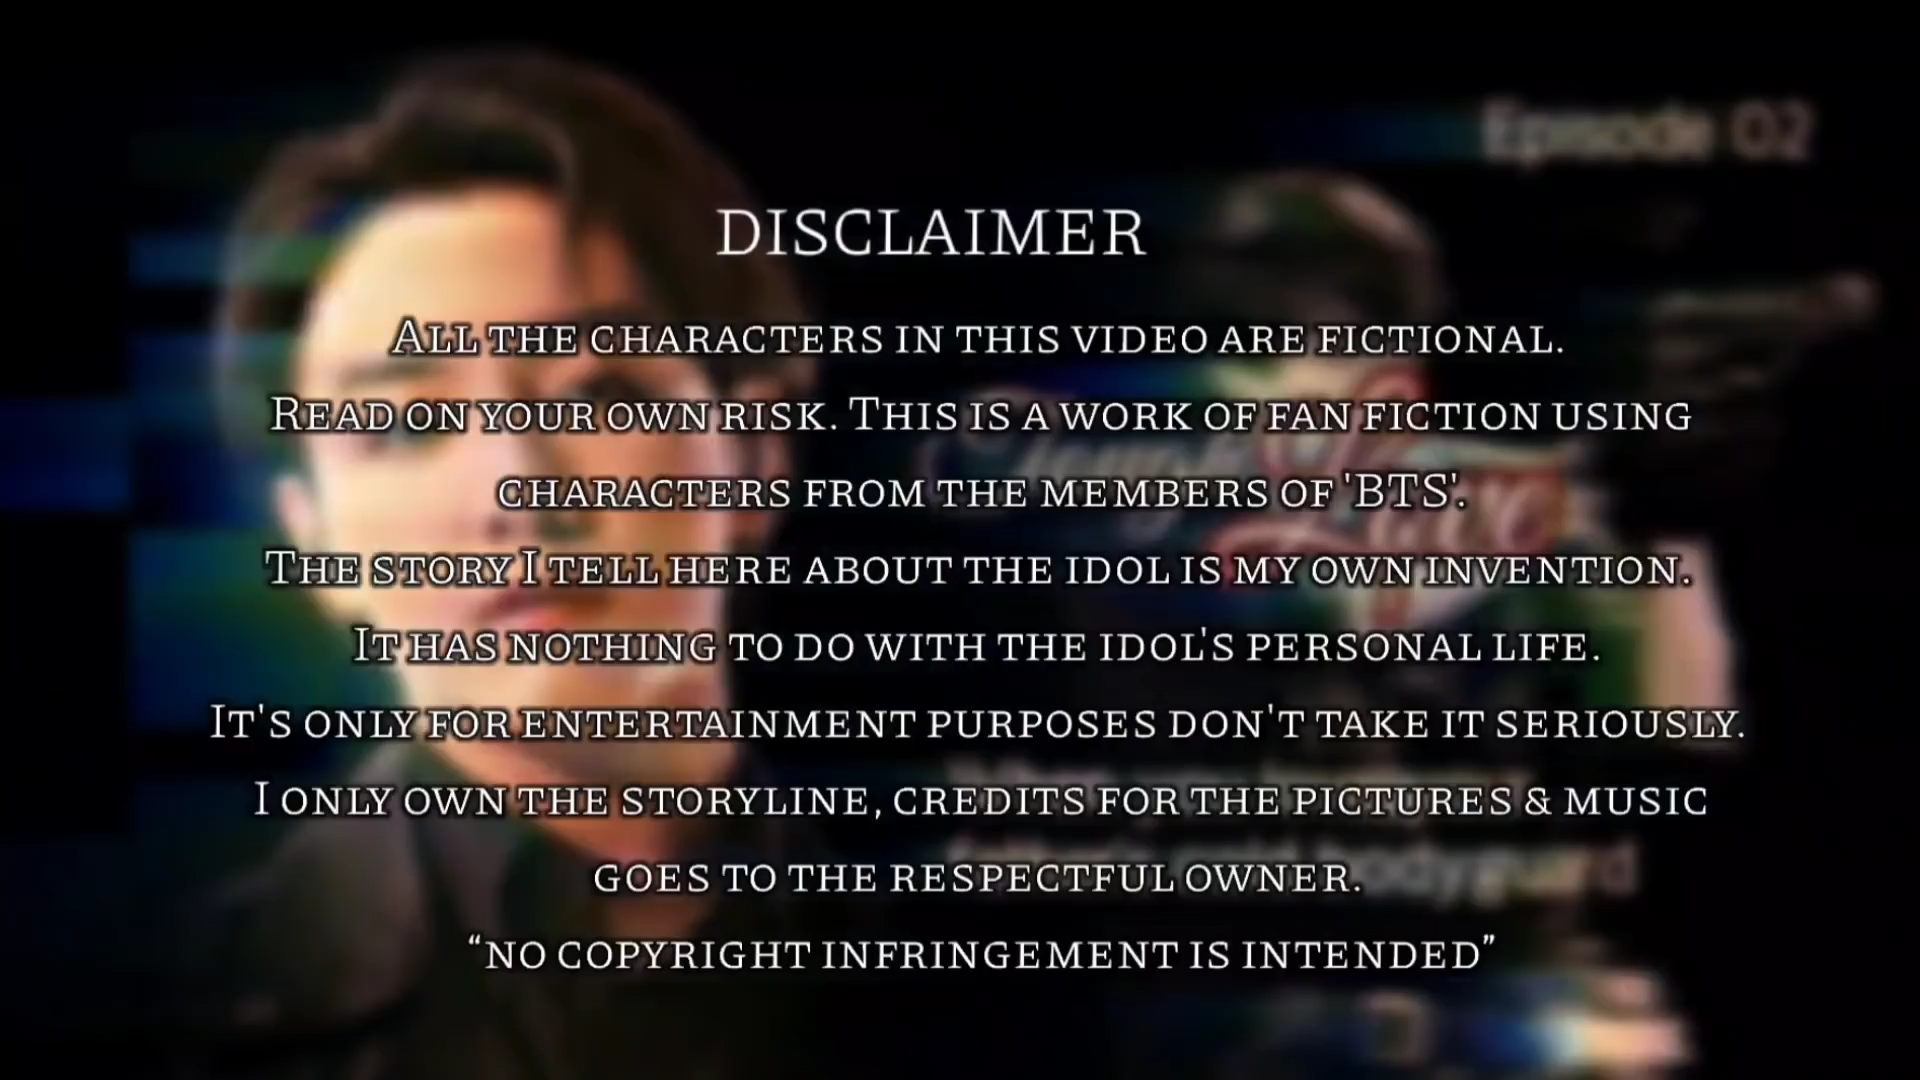 Episode 02
DISCLAIMER
ALL THE CHARACTERS IN THIS VIDEO ARE FICTIONAL.
READ ON YOUR OWN RISK. THIS IS A WORK OF FAN FICTION USING
CHARACTERS FROM THE MEMBERS OF 'BTS'.
THE STORY I TELL HERE ABOUT THE IDOL IS MY OWN INVENTION.
IT HAS NOTHING TO DO WITH THE IDOL'S PERSONAL LIFE.
IT'S ONLY FOR ENTERTAINMENT PURPOSES DON'T TAKE IT SERIOUSLY.
I ONLY OWN THE STORYLINE, CREDITS FOR THE PICTURES & MUSIC
bodyguard
GOES TO THE RESPECTFUL OWNER.
“NO COPYRIGHT INFRINGEMENT IS INTENDED”